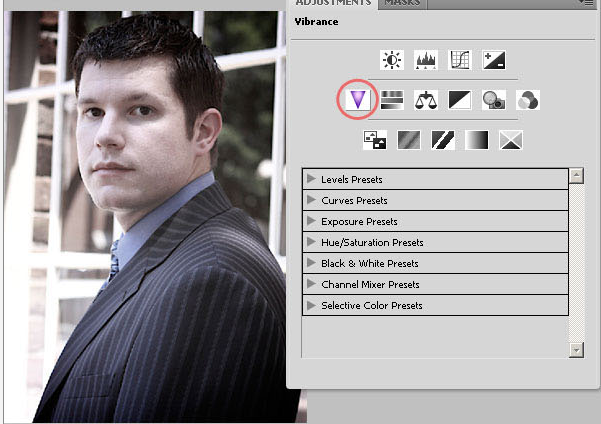 ADJUSTMENTS MASKS
Vibrance
Levels Presets
Curves Presets
Exposure Presets
Hue/Saturation Presets
Black & White Presets
Channel Mixer Presets
Selective Color Presets